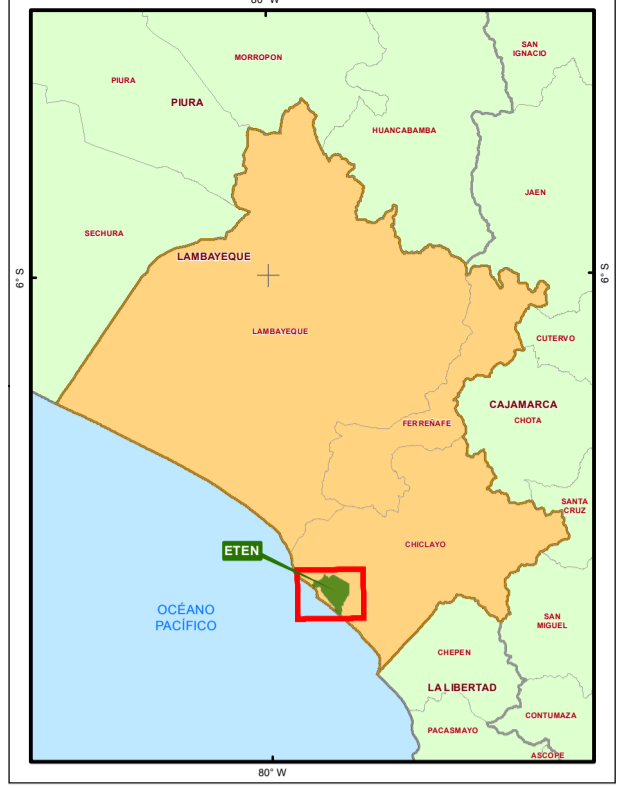 80° W
MORROPON
SAN
IGNACIO
PIURA
PIURA
HUANCABAMBA
JAEN
SECHURA
LAMBAYEQUE
6° S
6° S
LAMBAYEQUE
CUTERVO
CAJAMARCA
CHOTA
FERREÑAFE
SANTA
CRUZ
CHICLAYO
ETEN
OCÉANO
PACÍFICO
SAN
MIGUEL
CHEPEN
LA LIBERTAD
CONTUMAZA
PACASMAYO
ASCOPE
80° W